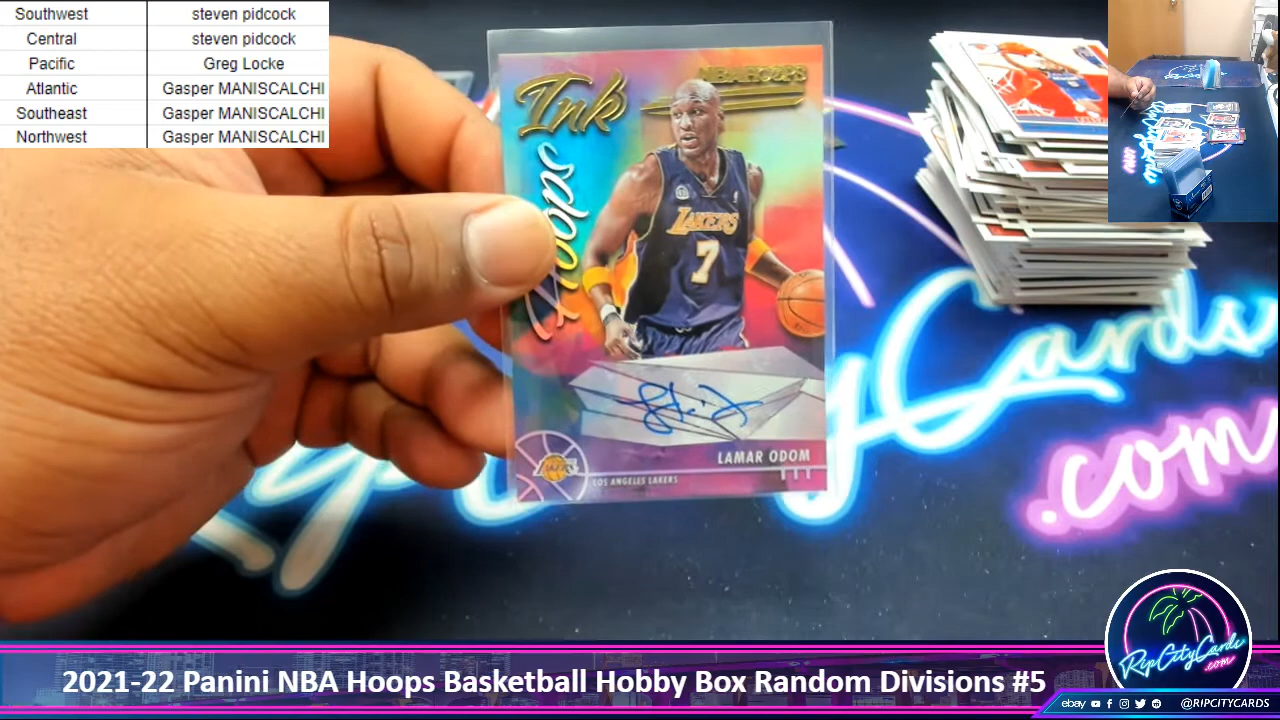 Southwest steven pidcock
Central steven pidcock
Pacific Greg Locke
Atlantic Gasper MANISCALCHI
Southeast Gasper MANISCALCHI
Northwest Gasper MANISCALCHI
Ink
NBA HOOPS
LAKERS
7
LAMAR ODOM
LOS ANGELES LAKERS
Cards
.com
RipCityCards
.com
2021-22 Panini NBA Hoops Basketball Hobby Box Random Divisions #5
ebay @RIPCITYCARDS